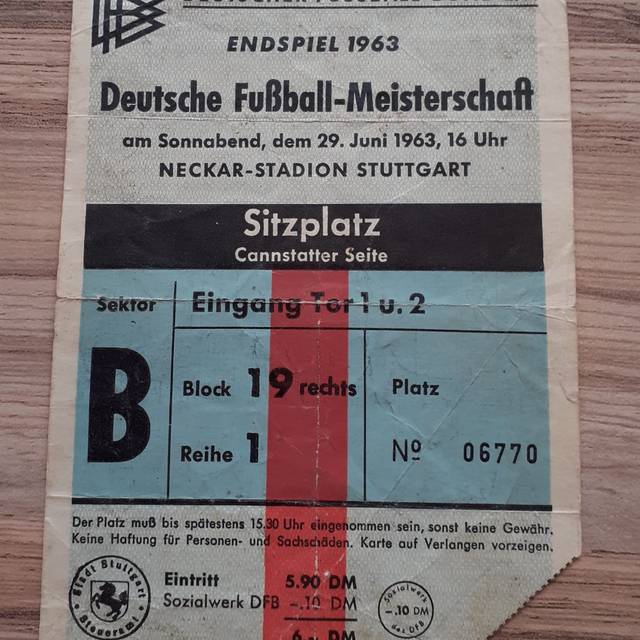 ENDSPIEL 1963
Deutsche Fußball-Meisterschaft
am Sonnabend, dem 29. Juni 1963, 16 Uhr
NECKAR-STADION STUTTGART
Sitzplatz
Cannstatter Seite
Sektor Eingang Tor 1 u. 2
B
Block 19 rechts Platz
Reihe 1 Nº 06770
Der Platz muß bis spätestens 15.30 Uhr eingenommen sein, sonst keine Gewähr.
Keine Haftung für Personen- und Sachschäden. Karte auf Verlangen vorzeigen.
Stadt Stuttgart
Steueramt
Eintritt 5.90 DM
Sozialwerk DFB -.10 DM
Sozialwerk
-.10 DM
des DFB
6.- DM